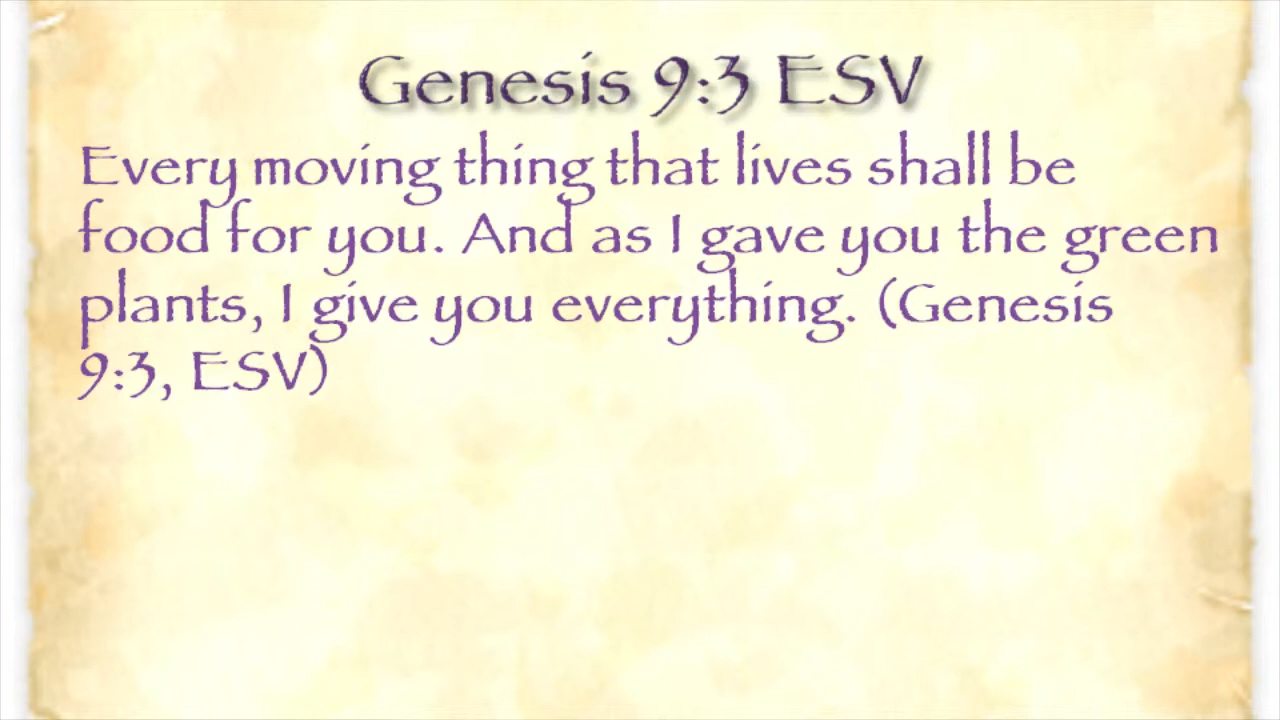 Genesis 9:3 ESV
Every moving thing that lives shall be
food for you. And as I gave you the green
plants, I give you everything. (Genesis
9:3, ESV)